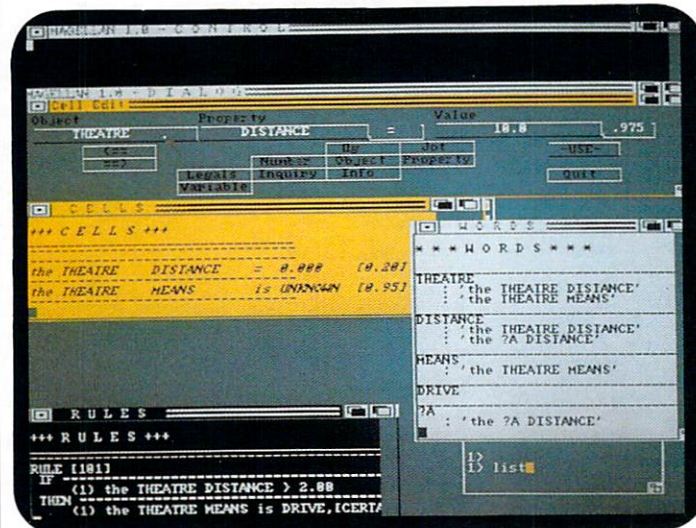 MAGELLAN 1.0 - C O N T R O L
MAGELLAN 1.0 - D I A L O G
Cell Edit
Object Property Value
THEATRE . DISTANCE = 10.0 .975
<== Up Jot -USE-
==> Number Object Property
Legals Inquiry Info Quit
Variable
C E L L S
+++ C E L L S +++
the THEATRE DISTANCE = 0.000 [0.20]
the THEATRE MEANS is UNKNOWN [0.95]
W O R D S
* * * W O R D S * * *
THEATRE
: 'the THEATRE DISTANCE'
: 'the THEATRE MEANS'
DISTANCE
: 'the THEATRE DISTANCE'
: 'the ?A DISTANCE'
MEANS
: 'the THEATRE MEANS'
DRIVE
?A
: 'the ?A DISTANCE'
R U L E S
+++ R U L E S +++
RULE [101]
IF
(1) the THEATRE DISTANCE > 2.00
THEN
(1) the THEATRE MEANS is DRIVE,[CERTA
1>
1> list